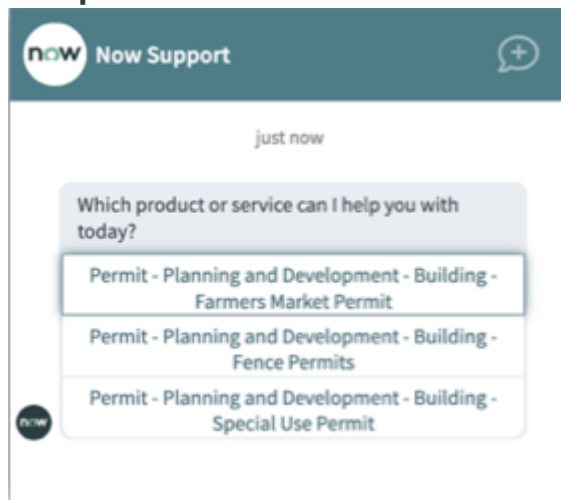 now Now Support
just now
Which product or service can I help you with
today?
Permit - Planning and Development - Building -
Farmers Market Permit
Permit - Planning and Development - Building -
Fence Permits
Permit - Planning and Development - Building -
Special Use Permit
now